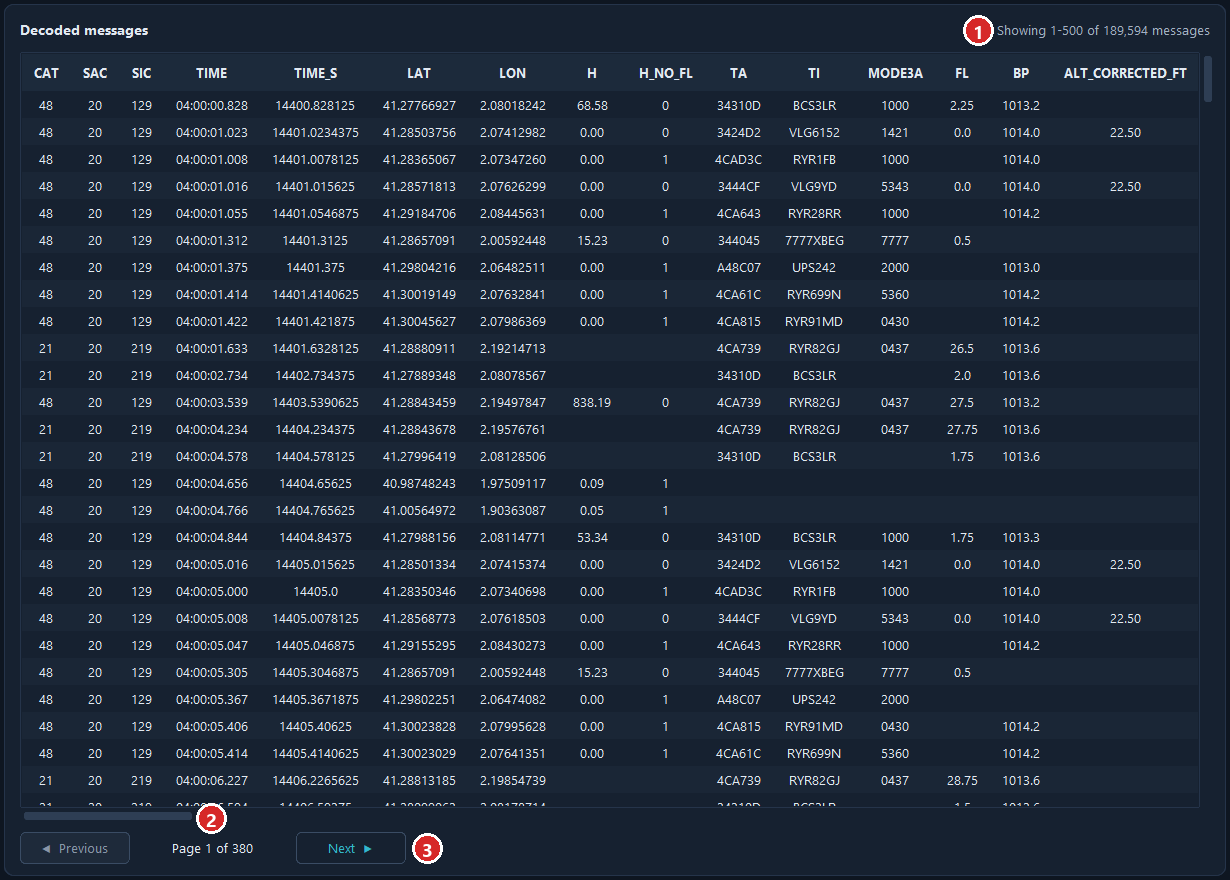 Decoded messages
1 Showing 1-500 of 189,594 messages
CAT SAC SIC TIME TIME_S LAT LON H H_NO_FL TA TI MODE3A FL BP ALT_CORRECTED_FT
48 20 129 04:00:00.828 14400.828125 41.27766927 2.08018242 68.58 0 34310D BCS3LR 1000 2.25 1013.2
48 20 129 04:00:01.023 14401.0234375 41.28503756 2.07412982 0.00 0 3424D2 VLG6152 1421 0.0 1014.0 22.50
48 20 129 04:00:01.008 14401.0078125 41.28365067 2.07347260 0.00 1 4CAD3C RYR1FB 1000 1014.0
48 20 129 04:00:01.016 14401.015625 41.28571813 2.07626299 0.00 0 3444CF VLG9YD 5343 0.0 1014.0 22.50
48 20 129 04:00:01.055 14401.0546875 41.29184706 2.08445631 0.00 1 4CA643 RYR28RR 1000 1014.2
48 20 129 04:00:01.312 14401.3125 41.28657091 2.00592448 15.23 0 344045 7777XBEG 7777 0.5
48 20 129 04:00:01.375 14401.375 41.29804216 2.06482511 0.00 1 A48C07 UPS242 2000 1013.0
48 20 129 04:00:01.414 14401.4140625 41.30019149 2.07632841 0.00 1 4CA61C RYR699N 5360 1014.2
48 20 129 04:00:01.422 14401.421875 41.30045627 2.07986369 0.00 1 4CA815 RYR91MD 0430 1014.2
21 20 219 04:00:01.633 14401.6328125 41.28880911 2.19214713 4CA739 RYR82GJ 0437 26.5 1013.6
21 20 219 04:00:02.734 14402.734375 41.27889348 2.08078567 34310D BCS3LR 2.0 1013.6
48 20 129 04:00:03.539 14403.5390625 41.28843459 2.19497847 838.19 0 4CA739 RYR82GJ 0437 27.5 1013.2
21 20 219 04:00:04.234 14404.234375 41.28843678 2.19576761 4CA739 RYR82GJ 0437 27.75 1013.6
21 20 219 04:00:04.578 14404.578125 41.27996419 2.08128506 34310D BCS3LR 1.75 1013.6
48 20 129 04:00:04.656 14404.65625 40.98748243 1.97509117 0.09 1
48 20 129 04:00:04.766 14404.765625 41.00564972 1.90363087 0.05 1
48 20 129 04:00:04.844 14404.84375 41.27988156 2.08114771 53.34 0 34310D BCS3LR 1000 1.75 1013.3
48 20 129 04:00:05.016 14405.015625 41.28501334 2.07415374 0.00 0 3424D2 VLG6152 1421 0.0 1014.0 22.50
48 20 129 04:00:05.000 14405.0 41.28350346 2.07340698 0.00 1 4CAD3C RYR1FB 1000 1014.0
48 20 129 04:00:05.008 14405.0078125 41.28568773 2.07618503 0.00 0 3444CF VLG9YD 5343 0.0 1014.0 22.50
48 20 129 04:00:05.047 14405.046875 41.29155295 2.08430273 0.00 1 4CA643 RYR28RR 1000 1014.2
48 20 129 04:00:05.305 14405.3046875 41.28657091 2.00592448 15.23 0 344045 7777XBEG 7777 0.5
48 20 129 04:00:05.367 14405.3671875 41.29802251 2.06474082 0.00 1 A48C07 UPS242 2000
48 20 129 04:00:05.406 14405.40625 41.30023828 2.07995628 0.00 1 4CA815 RYR91MD 0430 1014.2
48 20 129 04:00:05.414 14405.4140625 41.30023029 2.07641351 0.00 1 4CA61C RYR699N 5360 1014.2
21 20 219 04:00:06.227 14406.2265625 41.28813185 2.19854739 4CA739 RYR82GJ 0437 28.75 1013.6
2
◄ Previous Page 1 of 380 Next ► 3